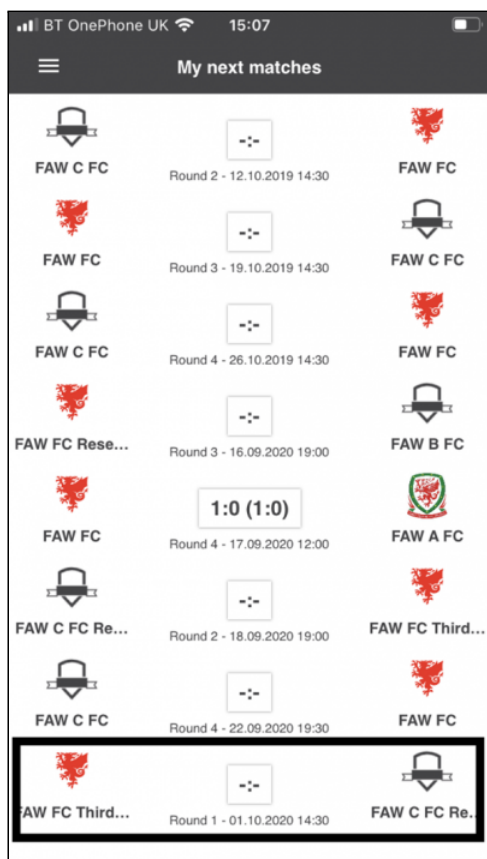 BT OnePhone UK 15:07
My next matches
-:-
FAW C FC Round 2 - 12.10.2019 14:30 FAW FC
-:-
FAW FC Round 3 - 19.10.2019 14:30 FAW C FC
-:-
FAW C FC Round 4 - 26.10.2019 14:30 FAW FC
-:-
FAW FC Rese... Round 3 - 16.09.2020 19:00 FAW B FC
1:0 (1:0)
FAW FC Round 4 - 17.09.2020 12:00 FAW A FC
-:-
FAW C FC Re... Round 2 - 18.09.2020 19:00 FAW FC Third...
-:-
FAW C FC Round 4 - 22.09.2020 19:30 FAW FC
-:-
FAW FC Third... Round 1 - 01.10.2020 14:30 FAW C FC Re..